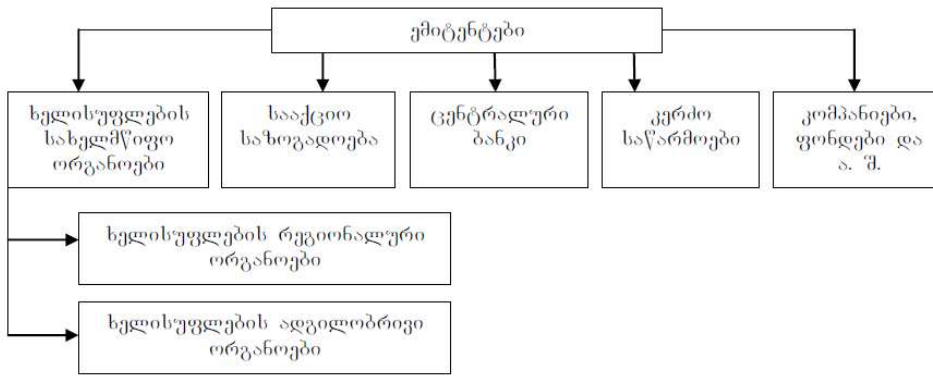 ემიტენტები
ხელისუფლების
სახელმწიფო
ორგანოები
სააქციო
საზოგადოება
ცენტრალური
ბანკი
კერძო
საწარმოები
კომპანიები,
ფონდები და
ა. შ.
ხელისუფლების რეგიონალური
ორგანოები
ხელისუფლების ადგილობრივი
ორგანოები